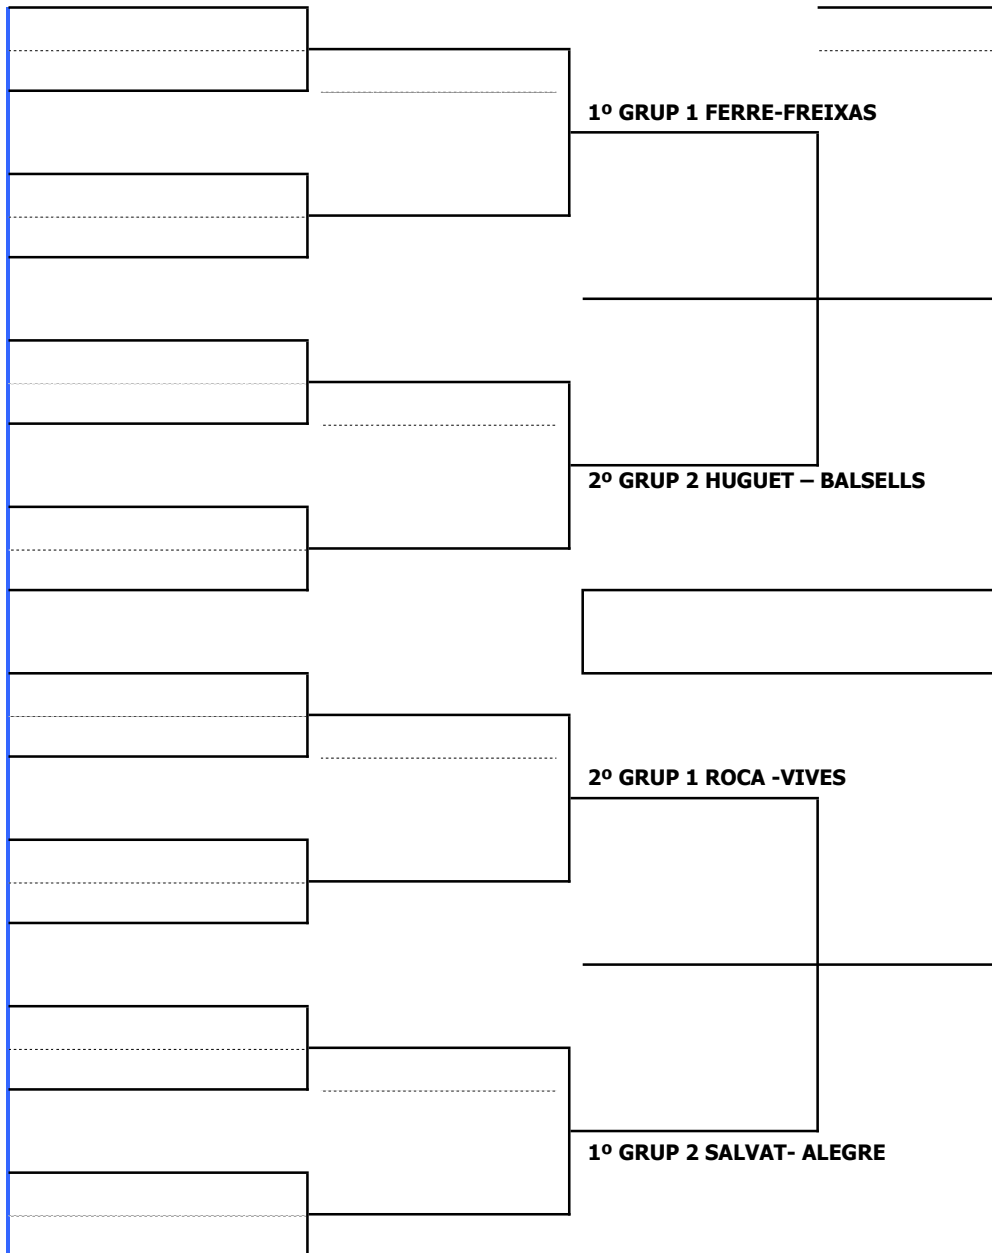 1º GRUP 1 FERRE-FREIXAS
2º GRUP 2 HUGUET – BALSELLS
2º GRUP 1 ROCA -VIVES
1º GRUP 2 SALVAT- ALEGRE